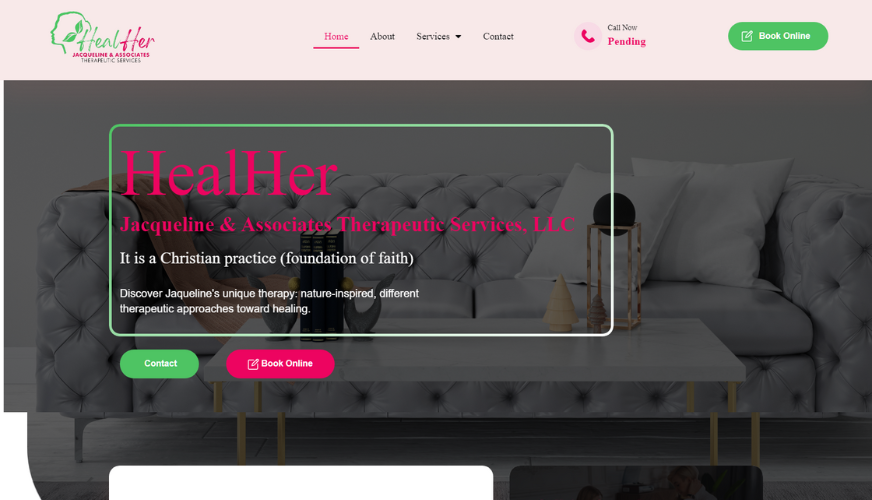 HealHer
JACQUELINE & ASSOCIATES
THERAPEUTIC SERVICES
Home
About
Services
Contact
Call Now
Pending
Book Online
HealHer
Jacqueline & Associates Therapeutic Services, LLC
It is a Christian practice (foundation of faith)
Discover Jaqueline's unique therapy: nature-inspired, different
therapeutic approaches toward healing.
Contact
Book Online